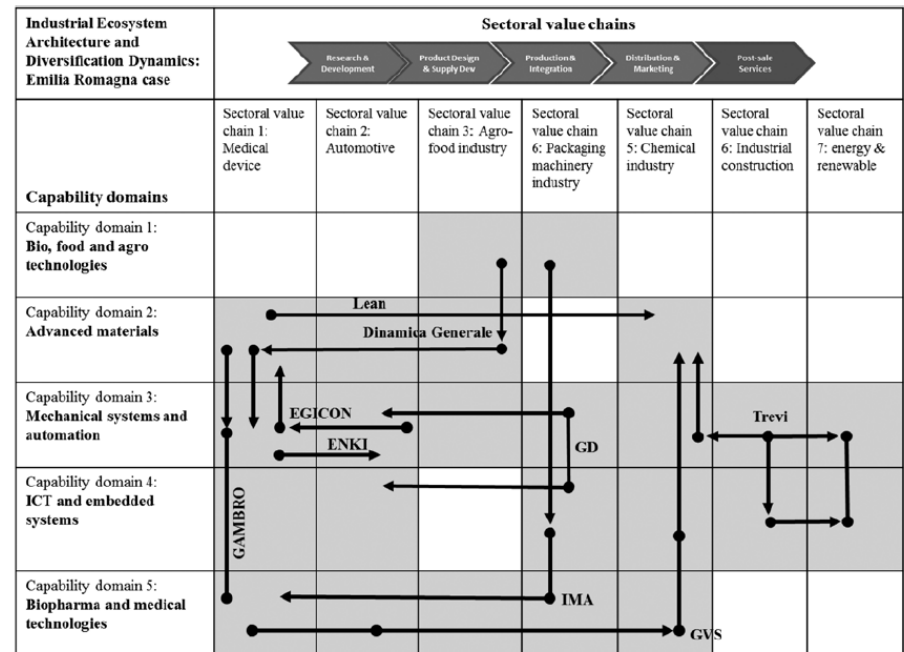 Industrial Ecosystem
Architecture and
Diversification Dynamics:
Emilia Romagna case
Sectoral value chains
Research &
Development
Product Design
& Supply Dev
Production &
Integration
Distribution &
Marketing
Post-sale
Services
Capability domains
Sectoral value
chain 1:
Medical
device
Sectoral value
chain 2:
Automotive
Sectoral value
chain 3: Agro-
food industry
Sectoral
value chain
6: Packaging
machinery
industry
Sectoral
value chain
5: Chemical
industry
Sectoral
value chain
6: Industrial
construction
Sectoral
value chain
7: energy &
renewable
Capability domain 1:
Bio, food and agro
technologies
Capability domain 2:
Advanced materials
Lean
Dinamica Generale
Capability domain 3:
Mechanical systems and
automation
EGICON
ENKI
GD
Trevi
Capability domain 4:
ICT and embedded
systems
GAMBRO
Capability domain 5:
Biopharma and medical
technologies
IMA
GVS